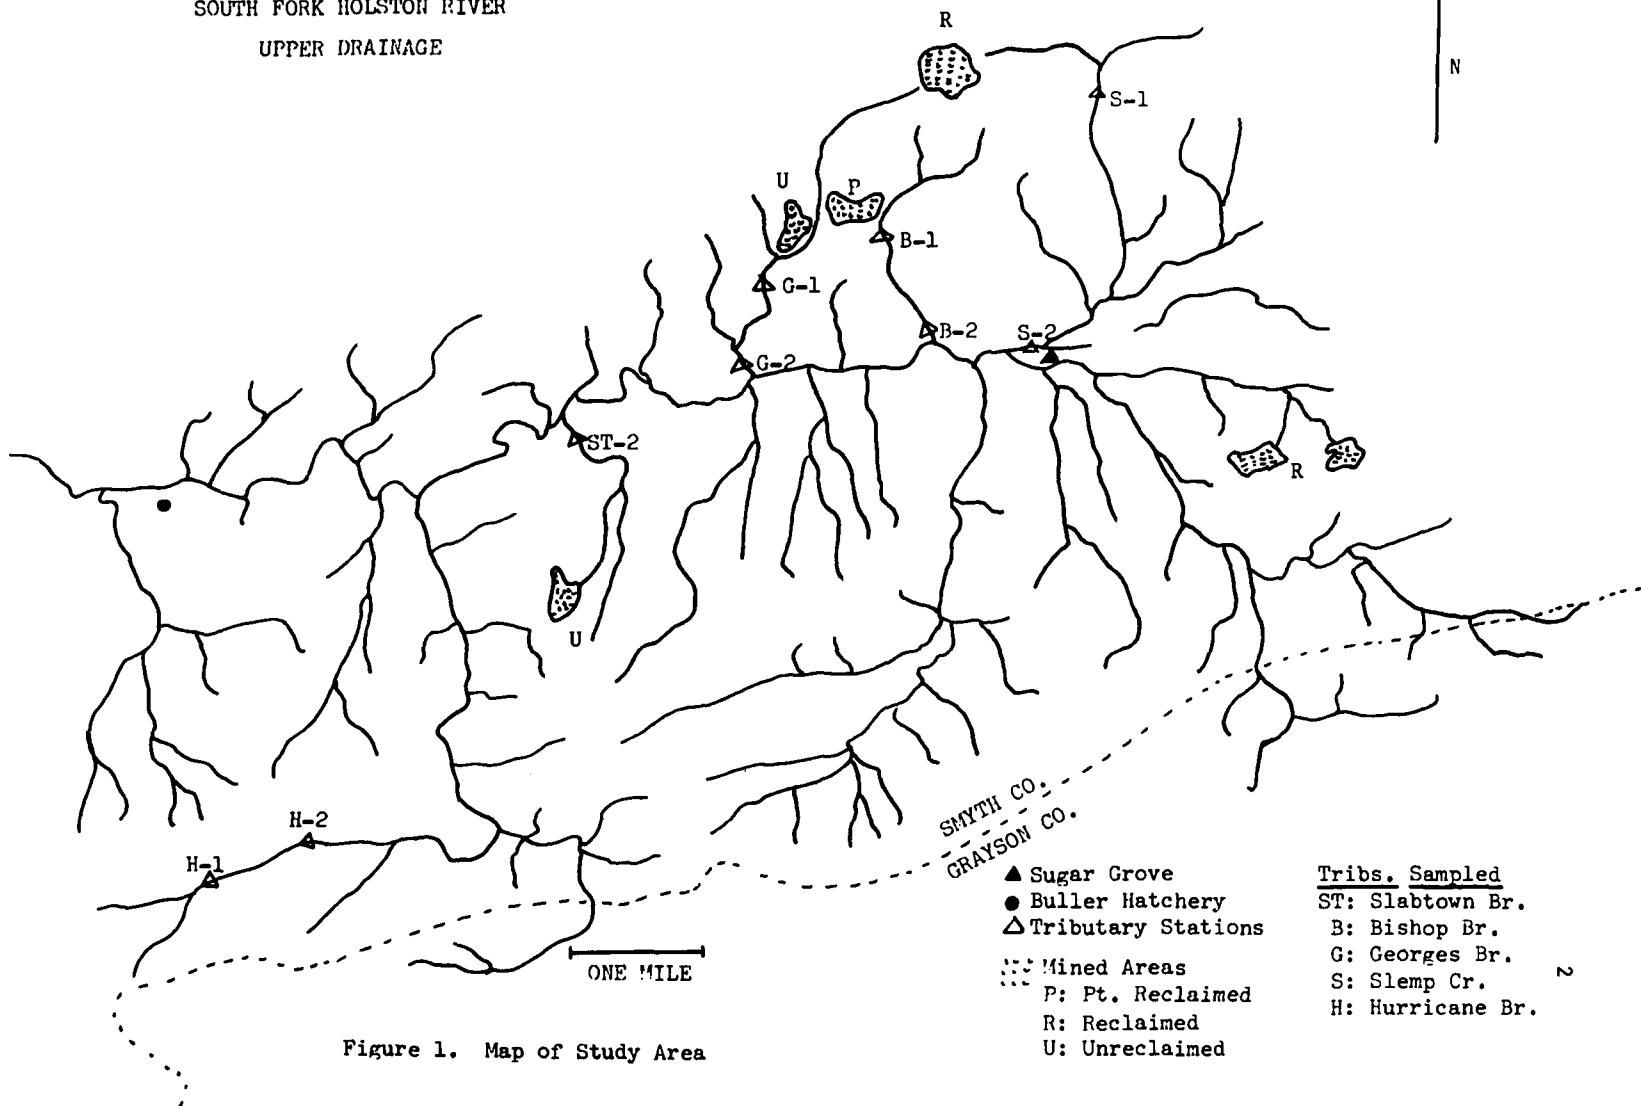 SOUTH FORK HOLSTON RIVER
UPPER DRAINAGE
R
N
S-1
U
P
B-1
G-1
B-2
S-2
G-2
ST-2
R
U
H-2
H-1
SMYTH CO.
GRAYSON CO.
ONE MILE
Sugar Grove
Buller Hatchery
Tributary Stations
Mined Areas
P: Pt. Reclaimed
R: Reclaimed
U: Unreclaimed
Tribs. Sampled
ST: Slabtown Br.
B: Bishop Br.
G: Georges Br.
S: Slemp Cr.
H: Hurricane Br.
2
Figure 1. Map of Study Area